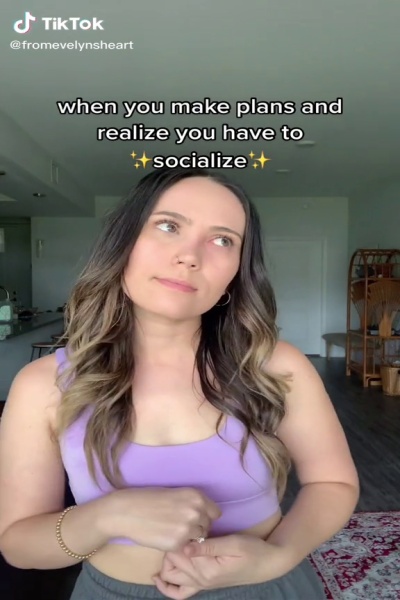 TikTok
@fromevelynsheart
when you make plans and
realize you have to
✨socialize✨